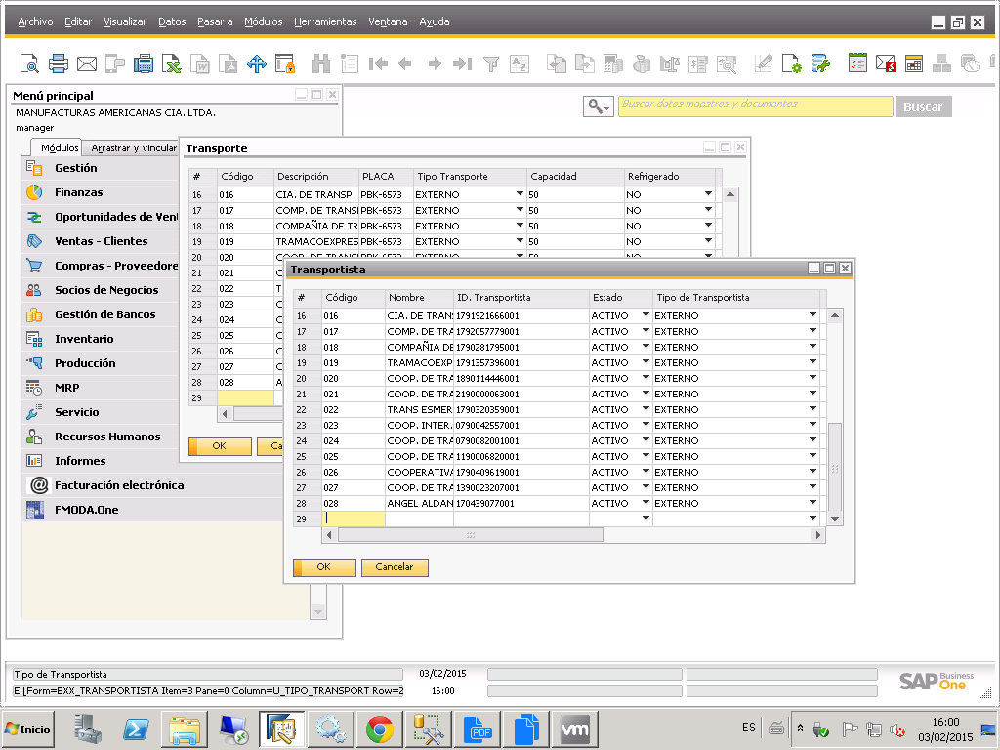 Archivo Editar Visualizar Datos Pasar a Módulos Herramientas Ventana Ayuda
Menú principal
MANUFACTURAS AMERICANAS CIA. LTDA.
manager
Módulos Arrastrar y vincular
Gestión
Finanzas
Oportunidades de Ven
Ventas - Clientes
Compras - Proveedore
Socios de Negocios
Gestión de Bancos
Inventario
Producción
MRP
Servicio
Recursos Humanos
Informes
Facturación electrónica
FMODA.One
Buscar datos maestros y documentos Buscar
Transporte
# Código Descripción PLACA Tipo Transporte Capacidad Refrigerado
16 016 CIA. DE TRANSP. PBK-6573 EXTERNO 50 NO
17 017 COMP. DE TRANSI PBK-6573 EXTERNO 50 NO
18 018 COMPAÑIA DE TR PBK-6573 EXTERNO 50 NO
19 019 TRAMACOEXPRES PBK-6573 EXTERNO 50 NO
20 020 COOP. DE TRA PBK-6573 EXTERNO 50 NO
21 021 C
22 022 T
23 023 C
24 024 C
25 025 C
26 026 C
27 027 C
28 028 A
29
OK Ca
Transportista
# Código Nombre ID. Transportista Estado Tipo de Transportista
16 016 CIA. DE TRAN 1791921666001 ACTIVO EXTERNO
17 017 COMP. DE TRA 1792057779001 ACTIVO EXTERNO
18 018 COMPAÑIA DE 1790281795001 ACTIVO EXTERNO
19 019 TRAMACOEXP 1791357396001 ACTIVO EXTERNO
20 020 COOP. DE TRA 1890114446001 ACTIVO EXTERNO
21 021 COOP. DE TRA 2190000063001 ACTIVO EXTERNO
22 022 TRANS ESMER 1790320359001 ACTIVO EXTERNO
23 023 COOP. INTER. 0790042557001 ACTIVO EXTERNO
24 024 COOP. DE TRA 0790082001001 ACTIVO EXTERNO
25 025 COOP. DE TRA 1190006820001 ACTIVO EXTERNO
26 026 COOPERATIVA 1790409619001 ACTIVO EXTERNO
27 027 COOP. DE TRA 1390023207001 ACTIVO EXTERNO
28 028 ANGEL ALDAN 170439077001 ACTIVO EXTERNO
29
OK Cancelar
Tipo de Transportista 03/02/2015
E [Form=EXX_TRANSPORTISTA Item=3 Pane=0 Column=U_TIPO_TRANSPORT Row=2 16:00
SAP Business One
Inicio PDF vm ES 16:00
03/02/2015